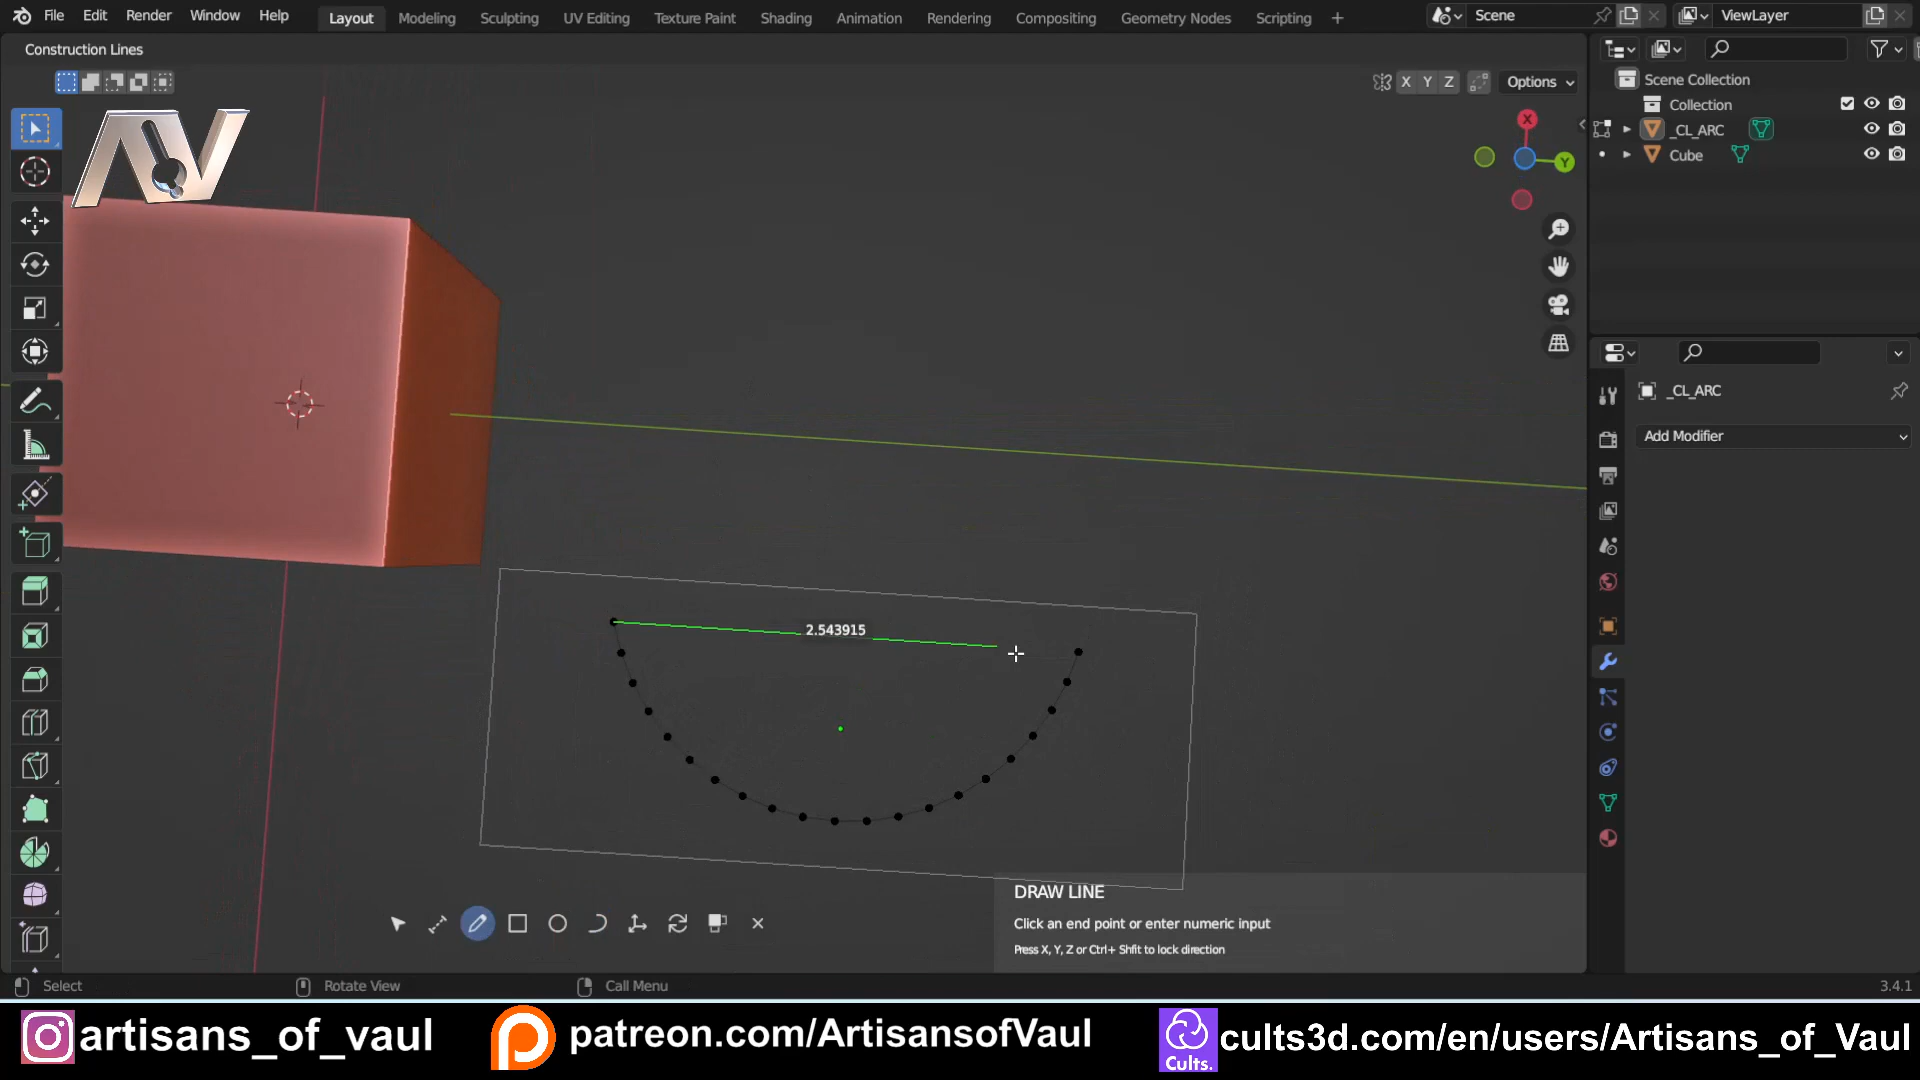 File Edit Render Window Help Layout Modeling Sculpting UV Editing Texture Paint Shading Animation Rendering Compositing Geometry Nodes Scripting + Scene ViewLayer
Construction Lines
X Y Z Options
Scene Collection
Collection
_CL_ARC
Cube
AV
X
Y
_CL_ARC
Add Modifier
2.543915
DRAW LINE
Click an end point or enter numeric input
Press X, Y, Z or Ctrl+ Shfit to lock direction
Select Rotate View Call Menu 3.4.1
artisans_of_vaul patreon.com/ArtisansofVaul cults3d.com/en/users/Artisans_of_Vaul
Cults.